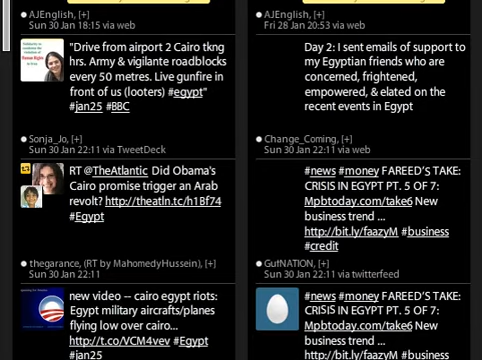 AJEnglish, [+]
Sun 30 Jan 18:15 via web
"Drive from airport 2 Cairo tkng
hrs. Army & vigilante roadblocks
every 50 metres. Live gunfire in
front of us (looters) #egypt"
#jan25 #BBC
Sonja_Jo, [+]
Sun 30 Jan 22:11 via TweetDeck
RT @TheAtlantic Did Obama's
Cairo promise trigger an Arab
revolt? http://theatln.tc/h1Bf74
#Egypt
thegarance, (RT by MahomedyHussein), [+]
Sun 30 Jan 22:11
new video -- cairo egypt riots:
Egypt military aircrafts/planes
flying low over cairo...
http://t.co/VCM4vev #Egypt
#jan25
AJEnglish, [+]
Fri 28 Jan 20:53 via web
Day 2: I sent emails of support to
my Egyptian friends who are
concerned, frightened,
empowered, & elated on the
recent events in Egypt
Change_Coming, [+]
Sun 30 Jan 22:11 via web
#news #money FAREED'S TAKE:
CRISIS IN EGYPT PT. 5 OF 7:
Mpbtoday.com/take6 New
business trend ...
http://bit.ly/faazyM #business
#credit
GutNATION, [+]
Sun 30 Jan 22:11 via twitterfeed
#news #money FAREED'S TAKE:
CRISIS IN EGYPT PT. 5 OF 7:
Mpbtoday.com/take6 New
business trend ...
http://bit.ly/faazyM #business